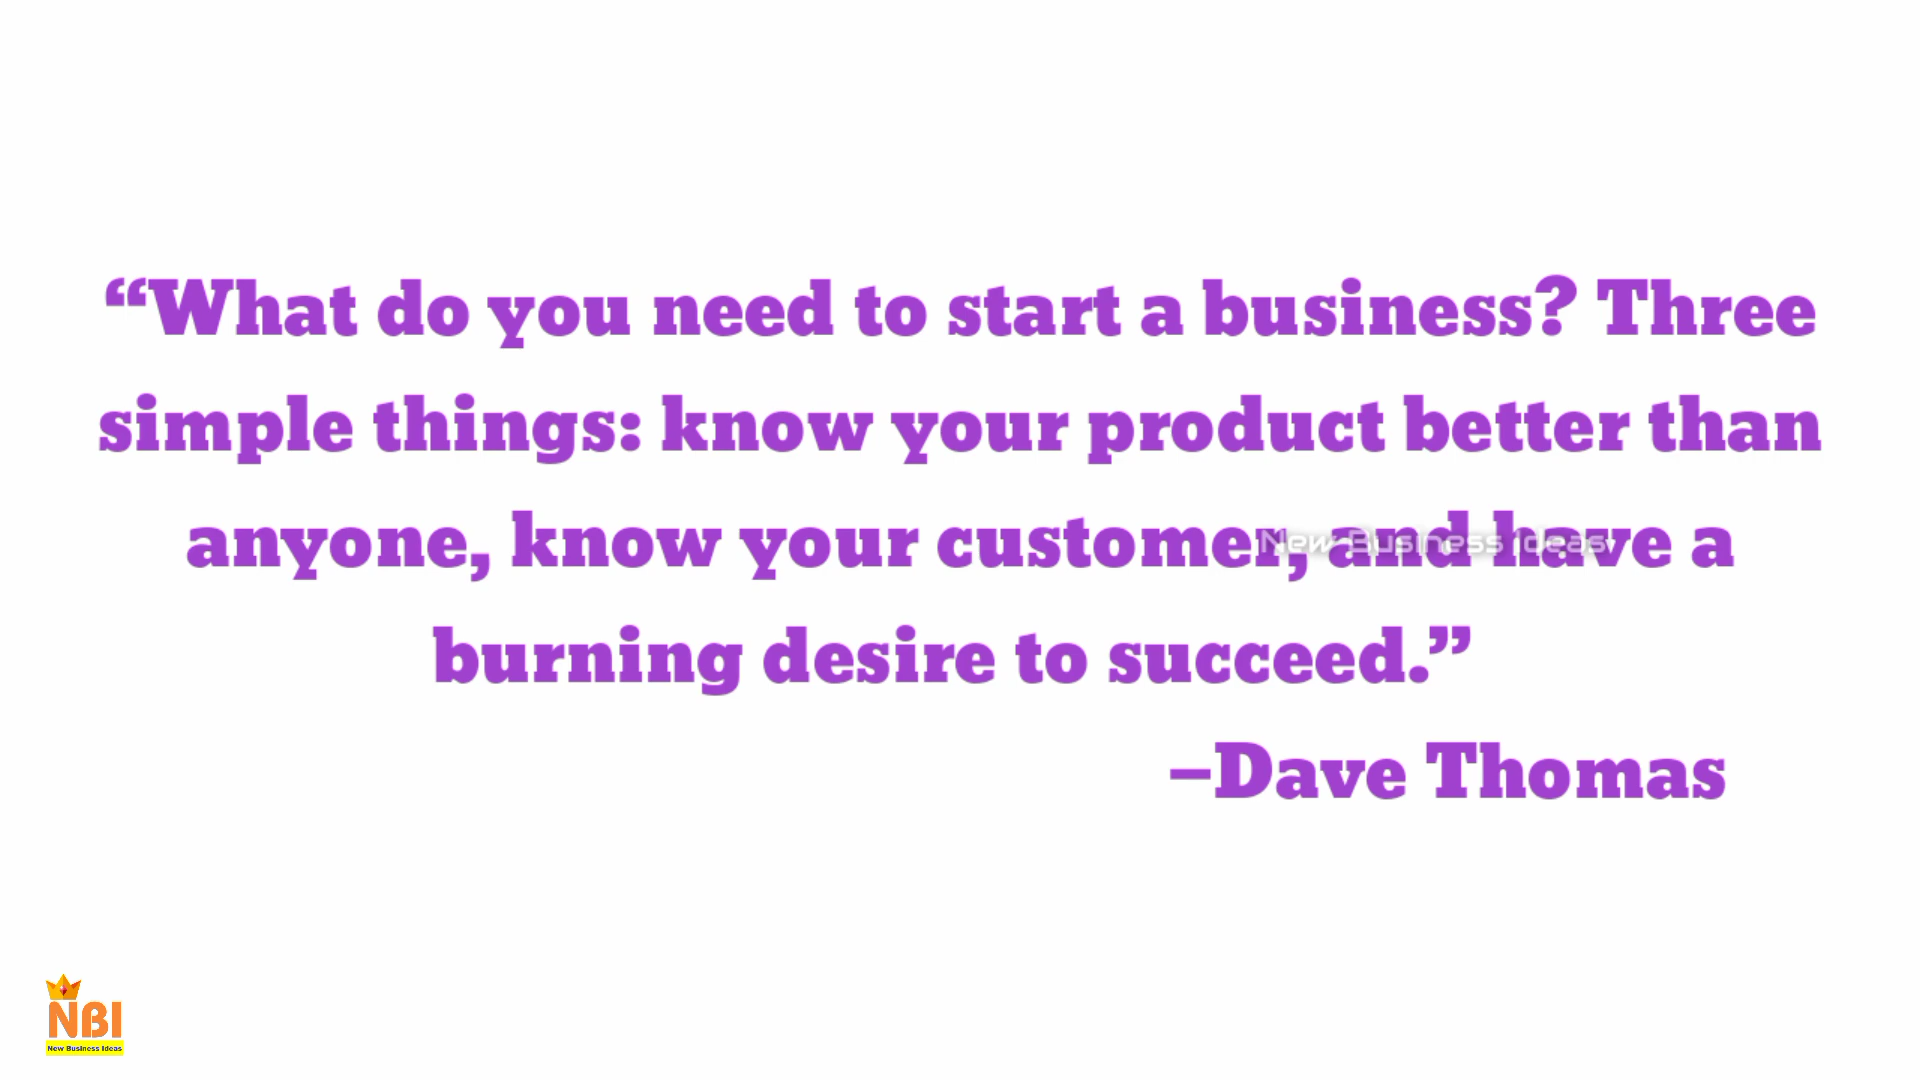 “What do you need to start a business? Three
simple things: know your product better than
anyone, know your customer, and have a
burning desire to succeed.”
–Dave Thomas
New Business Ideas
NBI
New Business Ideas